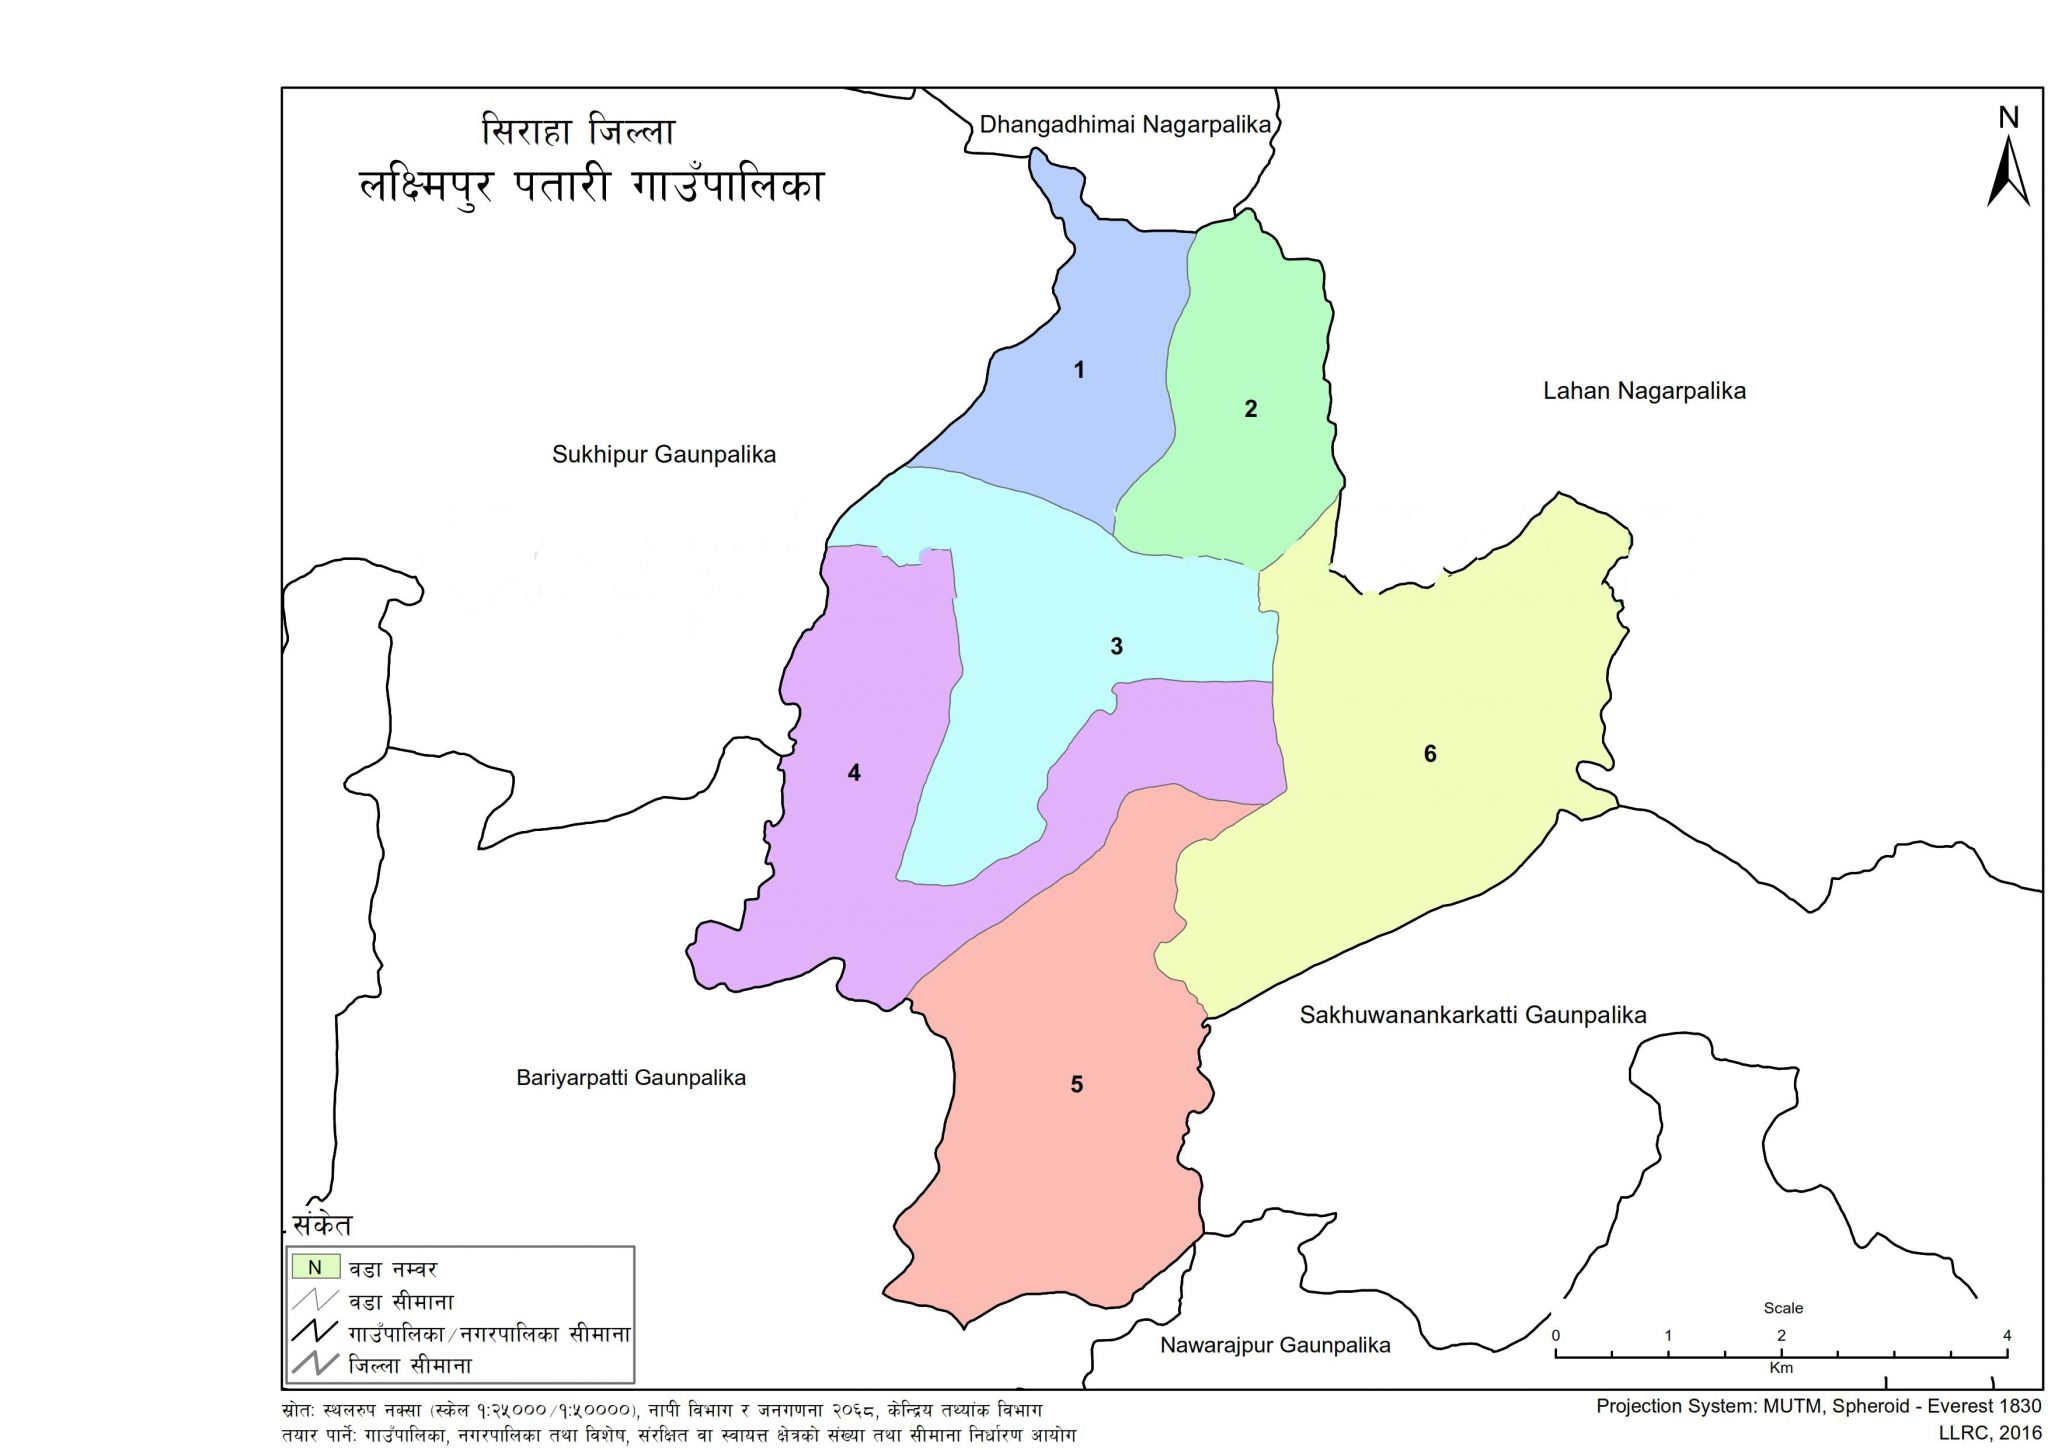 सिराहा जिल्ला
लक्ष्मिपुर पतारी गाउँपालिका
Dhangadhimai Nagarpalika
N
1
2
Lahan Nagarpalika
Sukhipur Gaunpalika
3
4
6
Sakhuwanankarkatti Gaunpalika
Bariyarpatti Gaunpalika
5
Nawarajpur Gaunpalika
संकेत
N वडा नम्बर
वडा सीमाना
गाउँपालिका/नगरपालिका सीमाना
जिल्ला सीमाना
Scale
0 1 2 4
Km
स्रोतः स्थलरुप नक्सा (स्केल १:२५०००/१:५००००), नापी विभाग र जनगणना २०६८, केन्द्रिय तथ्यांक विभाग
तयार पार्नेः गाउँपालिका, नगरपालिका तथा विशेष, संरक्षित वा स्वायत्त क्षेत्रको संख्या तथा सीमाना निर्धारण आयोग
Projection System: MUTM, Spheroid - Everest 1830
LLRC, 2016